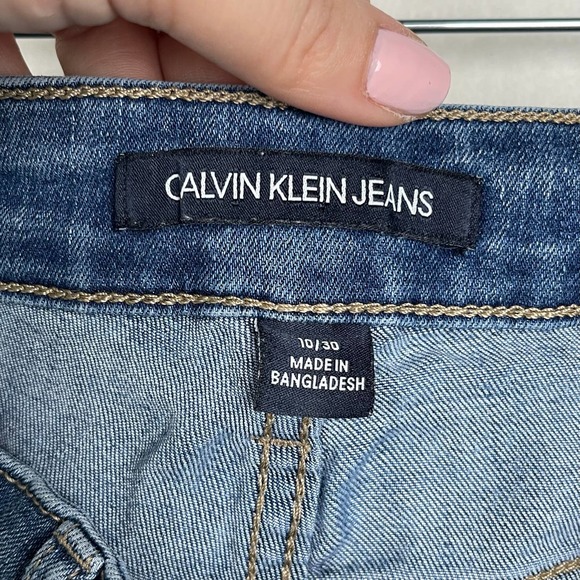 CALVIN KLEIN JEANS
10/30
MADE IN
BANGLADESH